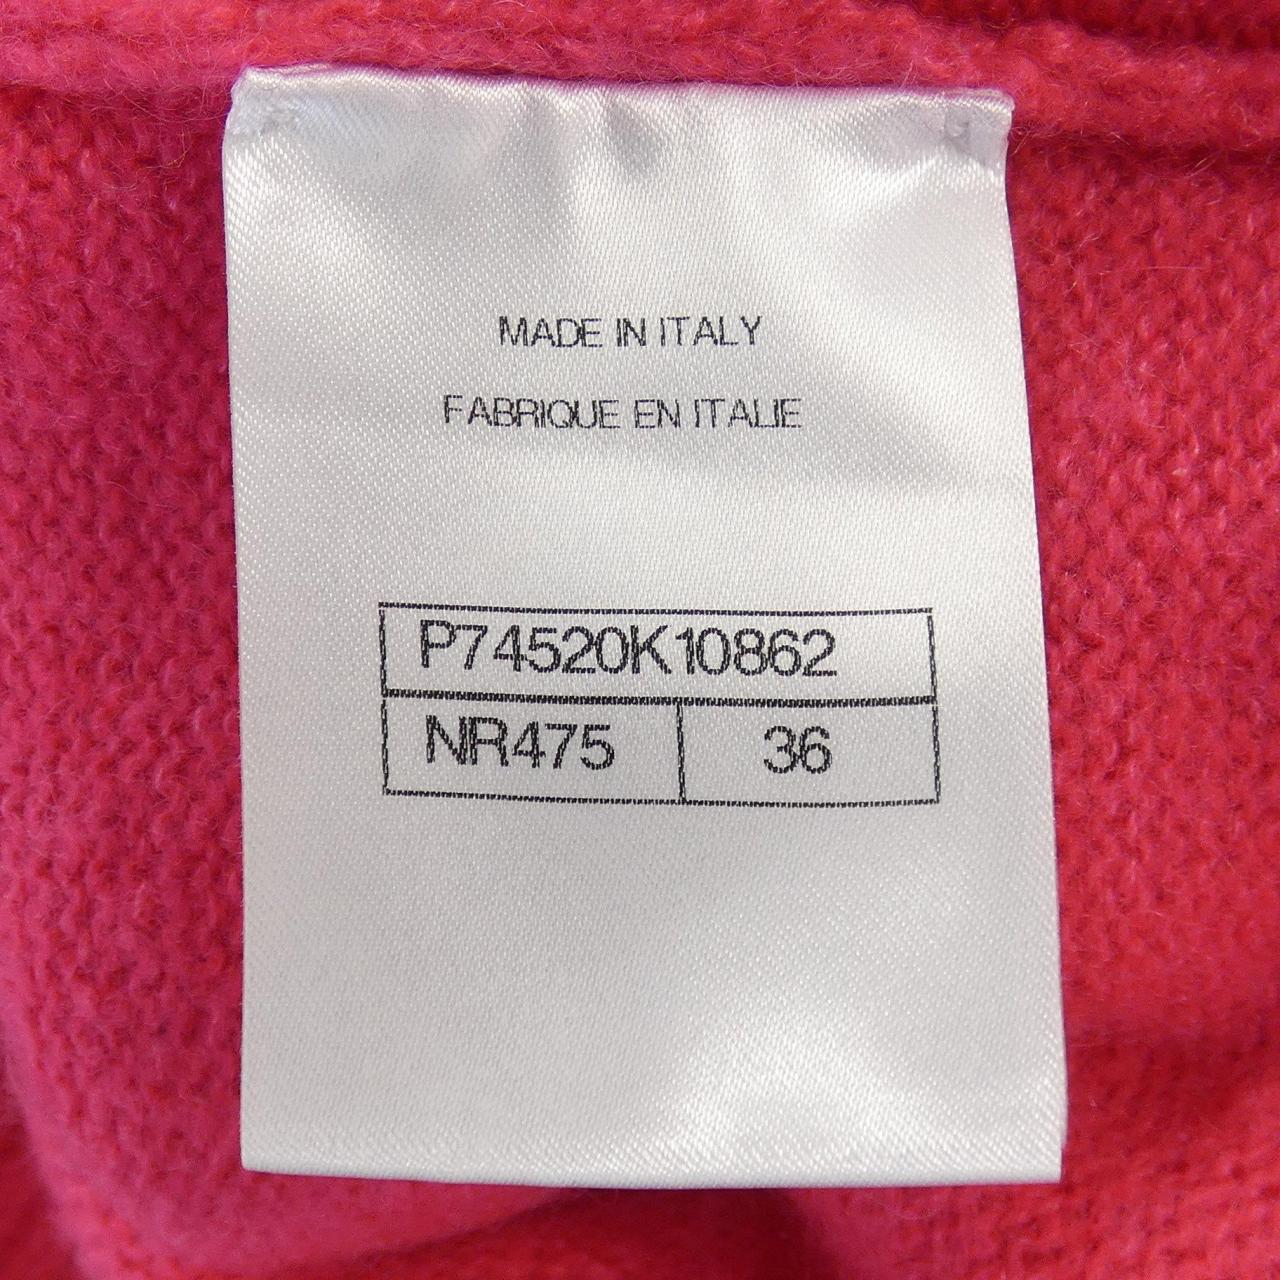 MADE IN ITALY
FABRIQUE EN ITALIE
P74520K10862
NR475 36